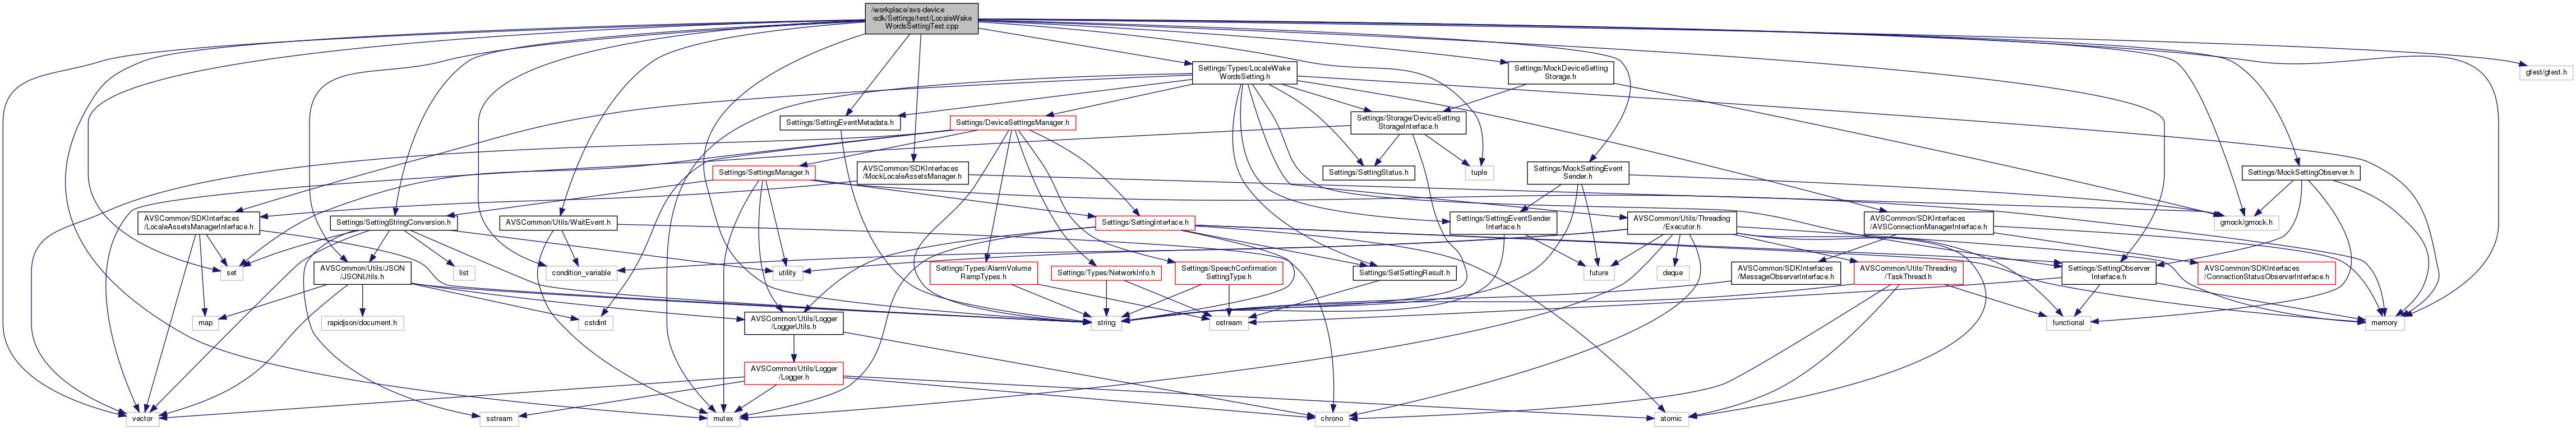 /workplace/avs-device
-sdk/Settings/test/LocaleWake
WordsSettingTest.cpp
Settings/Types/LocaleWake
WordsSetting.h
Settings/MockDeviceSetting
Storage.h
gtest/gtest.h
Settings/SettingEventMetadata.h
Settings/DeviceSettingsManager.h
Settings/Storage/DeviceSetting
StorageInterface.h
Settings/SettingsManager.h
AVSCommon/SDKInterfaces
/MockLocaleAssetsManager.h
Settings/SettingStatus.h
tuple
Settings/MockSettingEvent
Sender.h
Settings/MockSettingObserver.h
AVSCommon/SDKInterfaces
/LocaleAssetsManagerInterface.h
Settings/SettingStringConversion.h
AVSCommon/Utils/WaitEvent.h
Settings/SettingInterface.h
Settings/SettingEventSender
Interface.h
AVSCommon/Utils/Threading
/Executor.h
AVSCommon/SDKInterfaces
/AVSConnectionManagerInterface.h
gmock/gmock.h
set
AVSCommon/Utils/JSON
/JSONUtils.h
list
condition_variable
utility
Settings/Types/AlarmVolume
RampTypes.h
Settings/Types/NetworkInfo.h
Settings/SpeechConfirmation
SettingType.h
Settings/SetSettingResult.h
future
deque
AVSCommon/SDKInterfaces
/MessageObserverInterface.h
AVSCommon/Utils/Threading
/TaskThread.h
Settings/SettingObserver
Interface.h
AVSCommon/SDKInterfaces
/ConnectionStatusObserverInterface.h
map
rapidjson/document.h
cstdint
AVSCommon/Utils/Logger
/LoggerUtils.h
string
ostream
functional
memory
AVSCommon/Utils/Logger
/Logger.h
vector
sstream
mutex
chrono
atomic